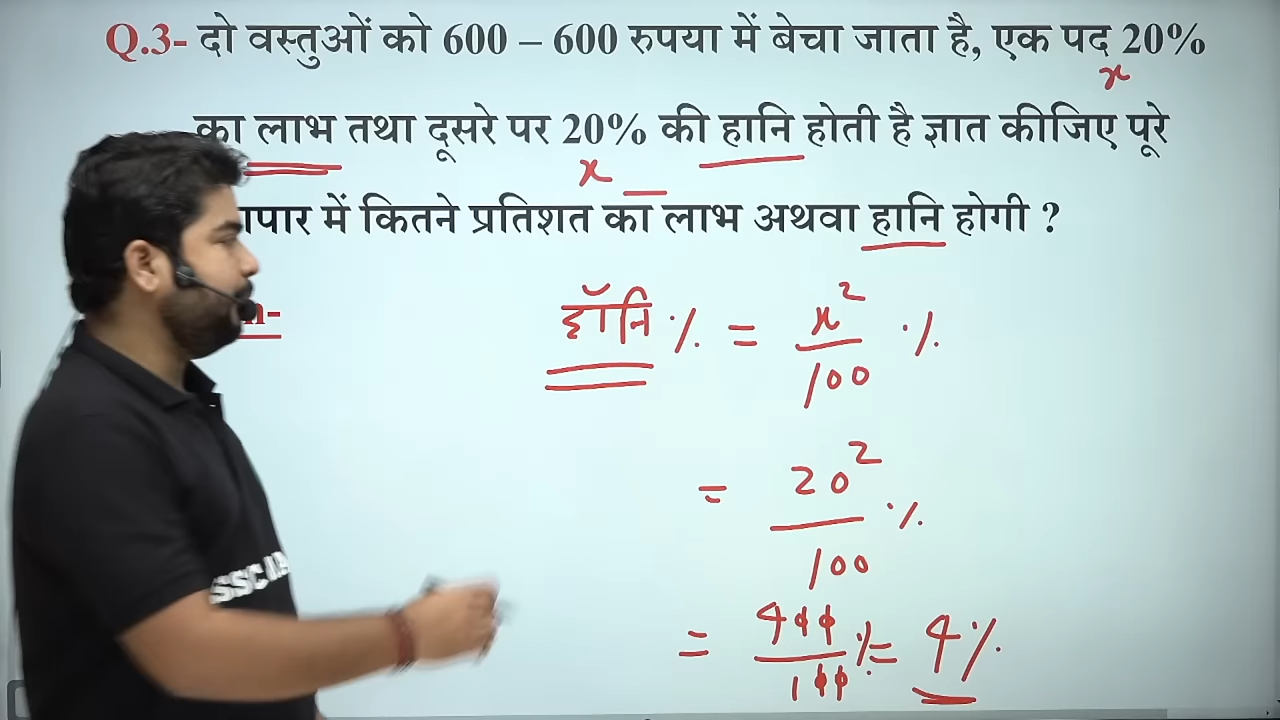 Q.3- दो वस्तुओं को 600 – 600 रुपया में बेचा जाता है, एक पद 20%
x
का लाभ तथा दूसरे पर 20% की हानि होती है ज्ञात कीजिए पूरे
x
ापार में कितने प्रतिशत का लाभ अथवा हानि होगी ?
n-
हॉनि % = x²/100 %
= 20²/100 %
= 400/100 % = 4%
SSC